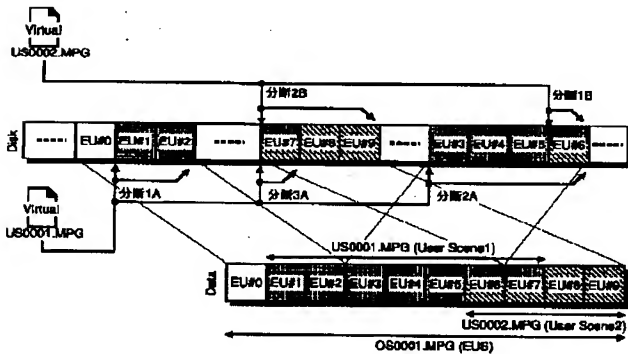 Virtual
US0002.MPG
分断2B
分断1B
Disk
EU#0 EU#1 EU#2 EU#7 EU#8 EU#9 EU#3 EU#4 EU#5 EU#6
分断1A
分断3A
分断2A
Virtual
US0001.MPG
US0001.MPG (User Scene1)
Data
EU#0 EU#1 EU#2 EU#3 EU#4 EU#5 EU#6 EU#7 EU#8 EU#9
US0002.MPG (User Scene2)
OS0001.MPG (EUS)